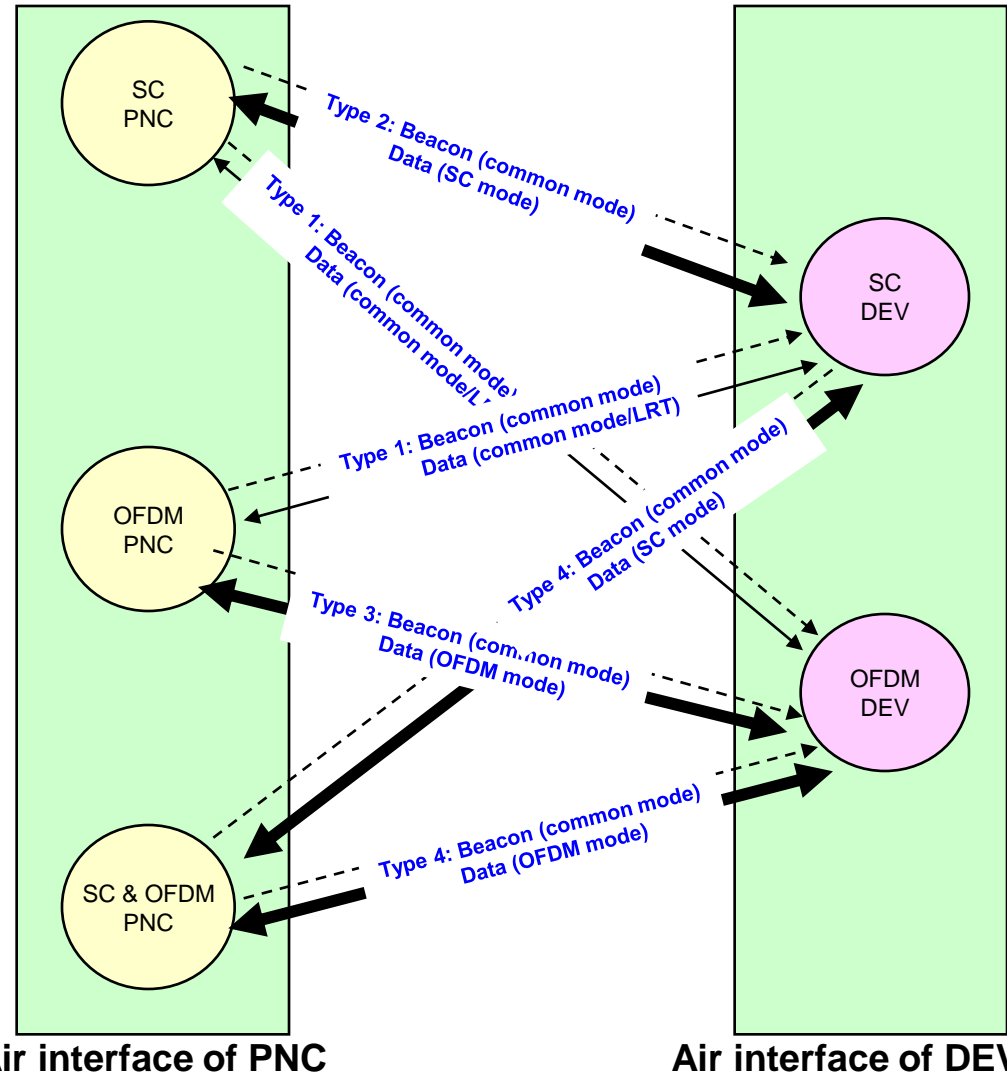 SC
PNC
Type 2: Beacon (common mode)
Data (SC mode)
Type 1: Beacon (common mode)
Data (common mode/L
SC
DEV
Type 1: Beacon (common mode)
Data (common mode/LRT)
OFDM
PNC
Type 4: Beacon (common mode)
Data (SC mode)
Type 3: Beacon (common mode)
Data (OFDM mode)
OFDM
DEV
Type 4: Beacon (common mode)
Data (OFDM mode)
SC & OFDM
PNC
ir interface of PNC
Air interface of DEV